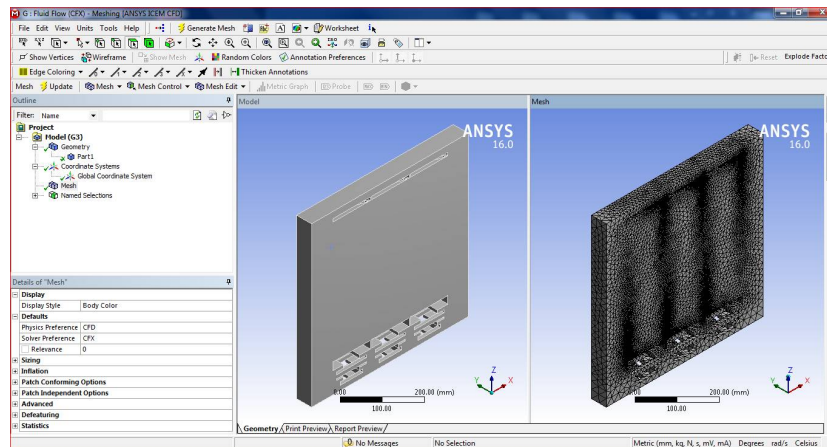 G : Fluid Flow (CFX) - Meshing [ANSYS ICEM CFD]
File Edit View Units Tools Help Generate Mesh Worksheet
Show Vertices Wireframe Show Mesh Random Colors Annotation Preferences Reset Explode Facto
Edge Coloring Thicken Annotations
Mesh Update Mesh Mesh Control Mesh Edit Metric Graph Probe
Outline
Filter: Name
Project
Model (G3)
Geometry
Part1
Coordinate Systems
Global Coordinate System
Mesh
Named Selections
Details of "Mesh"
Display
Display Style Body Color
Defaults
Physics Preference CFD
Solver Preference CFX
Relevance 0
Sizing
Inflation
Patch Conforming Options
Patch Independent Options
Advanced
Defeaturing
Statistics
Model
ANSYS
16.0
Z
Y X
0.00 200.00 (mm)
100.00
Geometry Print Preview Report Preview
Mesh
ANSYS
16.0
Z
Y X
0.00 200.00 (mm)
100.00
No Messages No Selection Metric (mm, kg, N, s, mV, mA) Degrees rad/s Celsius